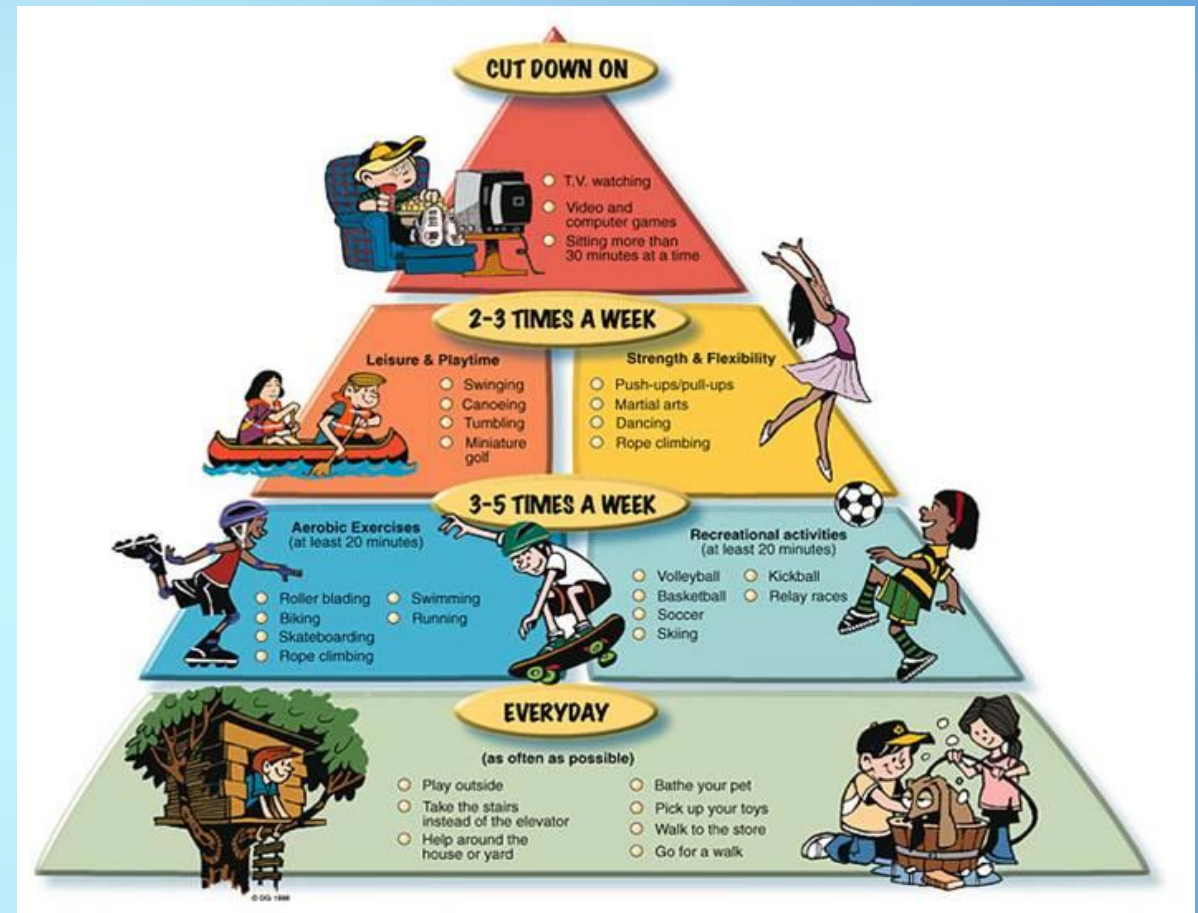 CUT DOWN ON
T.V. watching
Video and
computer games
Sitting more than
30 minutes at a time
2-3 TIMES A WEEK
Leisure & Playtime
Swinging
Canoeing
Tumbling
Miniature
golf
Strength & Flexibility
Push-ups/pull-ups
Martial arts
Dancing
Rope climbing
3-5 TIMES A WEEK
Aerobic Exercises
(at least 20 minutes)
Roller blading
Biking
Skateboarding
Rope climbing
Swimming
Running
Recreational activities
(at least 20 minutes)
Volleyball
Basketball
Soccer
Skiing
Kickball
Relay races
EVERYDAY
(as often as possible)
Play outside
Take the stairs
instead of the elevator
Help around the
house or yard
Bathe your pet
Pick up your toys
Walk to the store
Go for a walk
© DG 1998